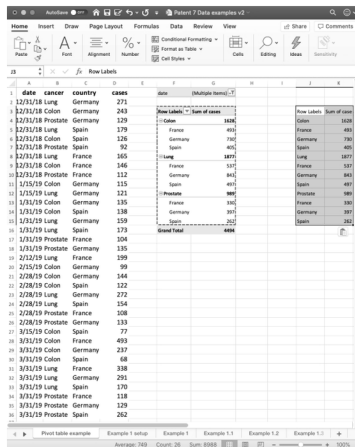 AutoSave Patent 7 Data examples v2
Home Insert Draw Page Layout Formulas Data Review View Share Comments
Paste Font Alignment Number Conditional Formatting Format as Table Cell Styles Cells Editing Ideas Sensitivity
J3 fx Row Labels
A B C D E F G H I J K
1 date cancer country cases date (Multiple Items)
2 12/31/18 Lung Germany 271
3 12/31/18 Colon Germany 243 Row Labels Sum of cases Row Labels Sum of case
4 12/31/18 Prostate Germany 129 Colon 1628 Colon 1628
5 12/31/18 Lung Spain 179 France 493 France 493
6 12/31/18 Colon Spain 126 Germany 730 Germany 730
7 12/31/18 Prostate Spain 92 Spain 405 Spain 405
8 12/31/18 Lung France 165 Lung 1877 Lung 1877
9 12/31/18 Colon France 146 France 537 France 537
10 12/31/18 Prostate France 112 Germany 843 Germany 843
11 1/15/19 Colon Germany 115 Spain 497 Spain 497
12 1/15/19 Lung Germany 121 Prostate 989 Prostate 989
13 1/31/19 Colon Germany 135 France 330 France 330
14 1/31/19 Colon Spain 138 Germany 397 Germany 397
15 1/31/19 Lung Germany 159 Spain 262 Spain 262
16 1/31/19 Lung Spain 173 Grand Total 4494
17 1/31/19 Prostate France 104
18 1/31/19 Prostate Germany 135
19 2/12/19 Lung France 199
20 2/15/19 Colon Germany 99
21 2/28/19 Colon Germany 144
22 2/28/19 Colon Spain 122
23 2/28/19 Lung Germany 272
24 2/28/19 Lung Spain 154
25 2/28/19 Prostate France 108
26 2/28/19 Prostate Germany 133
27 3/15/19 Colon Spain 77
28 3/31/19 Colon France 493
29 3/31/19 Colon Germany 237
30 3/31/19 Colon Spain 68
31 3/31/19 Lung France 338
32 3/31/19 Lung Germany 291
33 3/31/19 Lung Spain 170
34 3/31/19 Prostate France 118
35 3/31/19 Prostate Germany 129
36 3/31/19 Prostate Spain 262
Pivot table example Example 1 setup Example 1 Example 1.1 Example 1.2 Example 1.3
Average: 749 Count: 26 Sum: 8988 100%